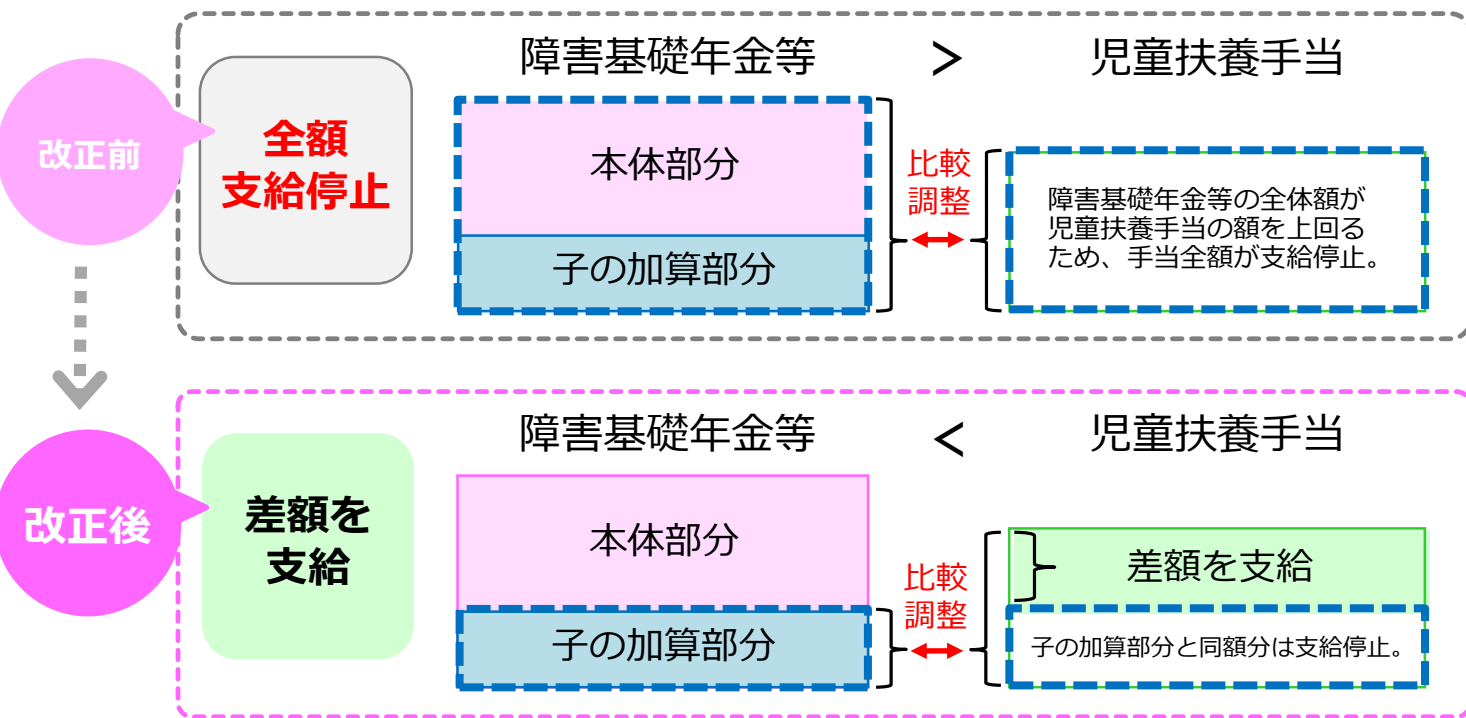 改正前
全額
支給停止
障害基礎年金等 > 児童扶養手当
本体部分
子の加算部分
比較
調整
障害基礎年金等の全体額が
児童扶養手当の額を上回る
ため、手当全額が支給停止。
改正後
差額を
支給
障害基礎年金等 < 児童扶養手当
本体部分
子の加算部分
比較
調整
差額を支給
子の加算部分と同額分は支給停止。